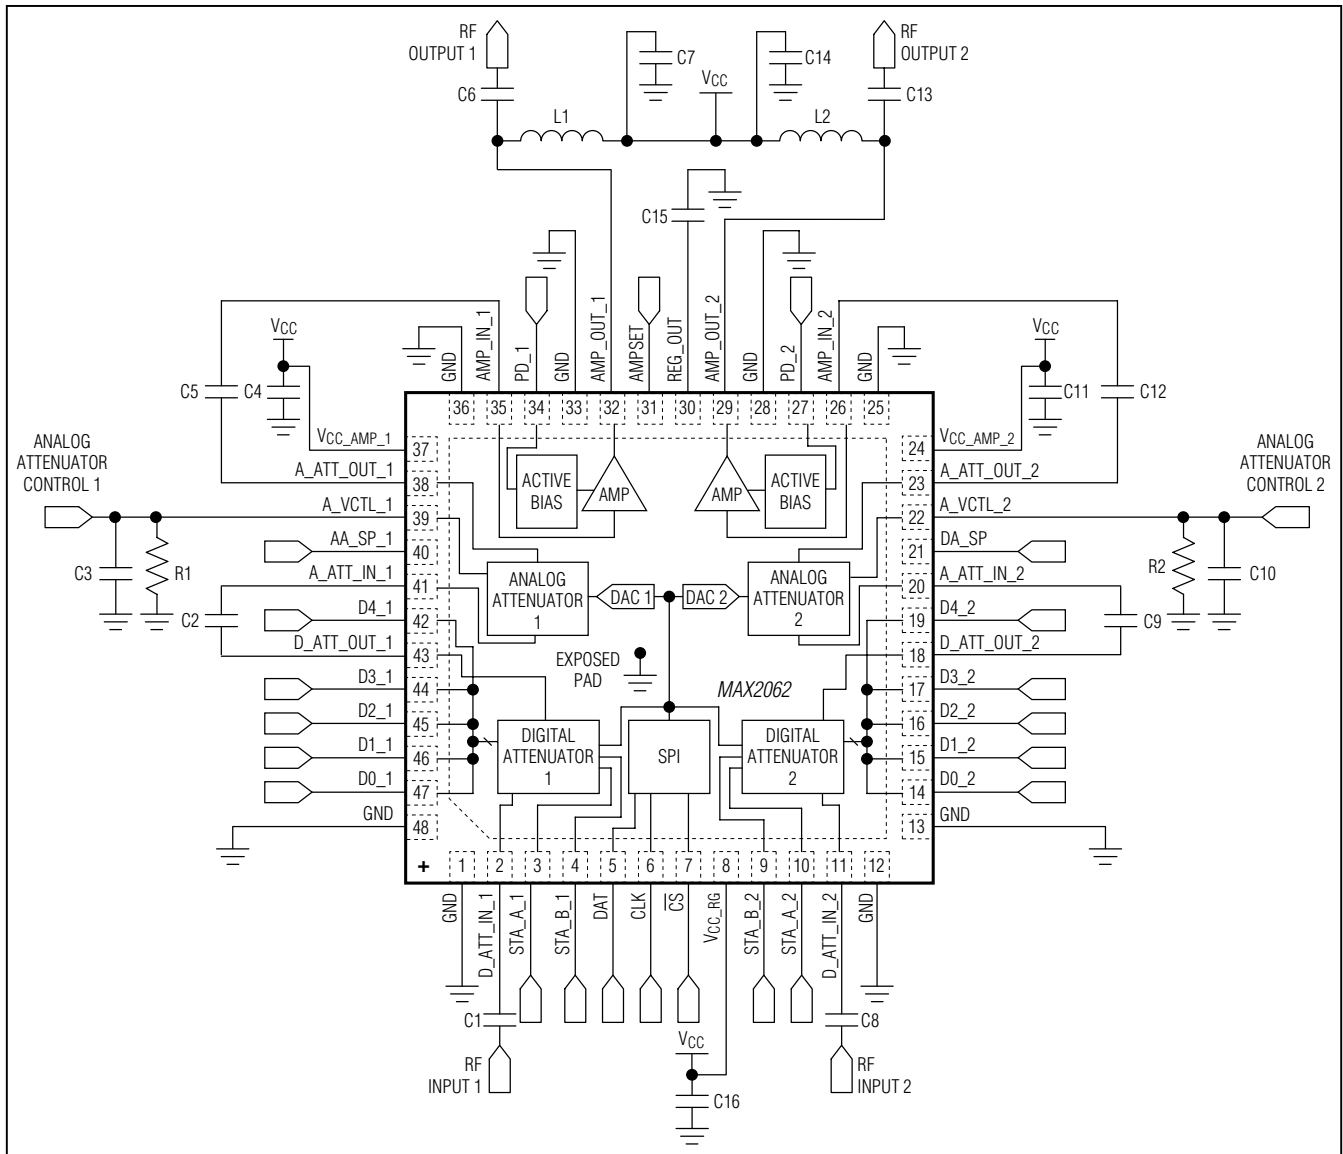 RF
OUTPUT 1
C6
L1
C7
VCC
C14
L2
RF
OUTPUT 2
C13
C15
GND
AMP_IN_1
PD_1
GND
AMP_OUT_1
AMPSET
REG_OUT
AMP_OUT_2
GND
PD_2
AMP_IN_2
GND
36
35
34
33
32
31
30
29
28
27
26
25
VCC
C5
C4
VCC
C11
C12
ANALOG
ATTENUATOR
CONTROL 1
VCC_AMP_1
37
A_ATT_OUT_1
38
A_VCTL_1
39
AA_SP_1
40
A_ATT_IN_1
41
D4_1
42
D_ATT_OUT_1
43
D3_1
44
D2_1
45
D1_1
46
D0_1
47
GND
48
C3
R1
C2
ACTIVE
BIAS
AMP
AMP
ACTIVE
BIAS
ANALOG
ATTENUATOR
1
DAC 1
DAC 2
ANALOG
ATTENUATOR
2
EXPOSED
PAD
MAX2062
DIGITAL
ATTENUATOR
1
SPI
DIGITAL
ATTENUATOR
2
24
VCC_AMP_2
23
A_ATT_OUT_2
22
A_VCTL_2
21
DA_SP
20
A_ATT_IN_2
19
D4_2
18
D_ATT_OUT_2
17
D3_2
16
D2_2
15
D1_2
14
D0_2
13
GND
ANALOG
ATTENUATOR
CONTROL 2
R2
C10
C9
+
1
2
3
4
5
6
7
8
9
10
11
12
GND
D_ATT_IN_1
STA_A_1
STA_B_1
DAT
CLK
CS
VCC_RG
STA_B_2
STA_A_2
D_ATT_IN_2
GND
C1
RF
INPUT 1
VCC
C16
C8
RF
INPUT 2